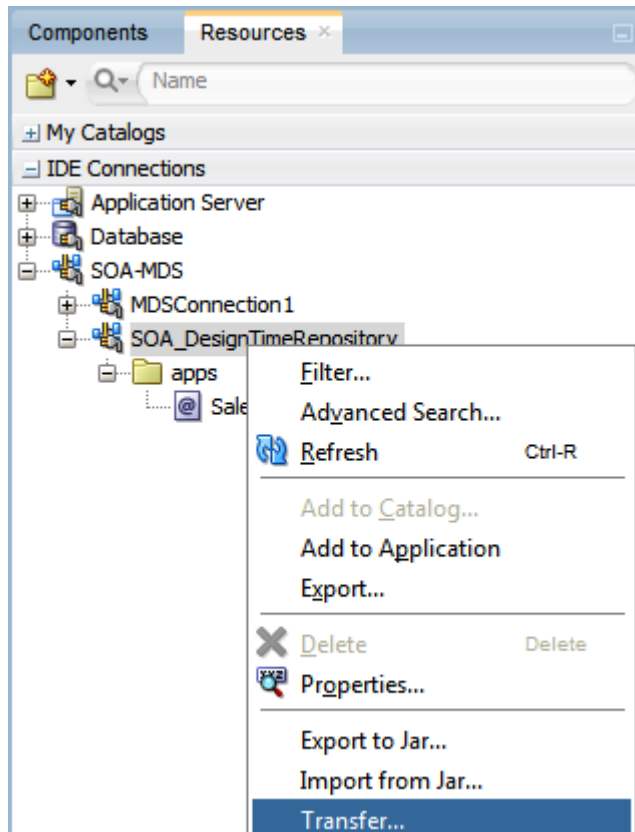 Components Resources
Name
My Catalogs
IDE Connections
Application Server
Database
SOA-MDS
MDSConnection1
SOA_DesignTimeRepository
apps
Sale
Filter...
Advanced Search...
Refresh Ctrl-R
Add to Catalog...
Add to Application
Export...
Delete Delete
Properties...
Export to Jar...
Import from Jar...
Transfer...